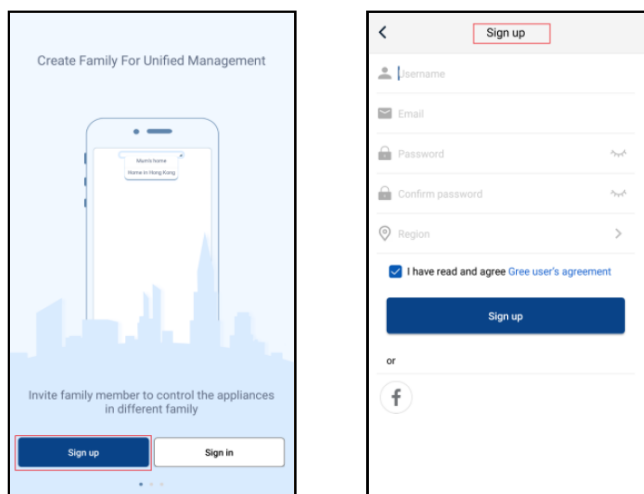 Create Family For Unified Management
Mum's home
Home in Hong Kong
Invite family member to control the appliances
in different family
Sign up
Sign in
Sign up
Username
Email
Password
Confirm password
Region
I have read and agree Gree user's agreement
Sign up
or
f